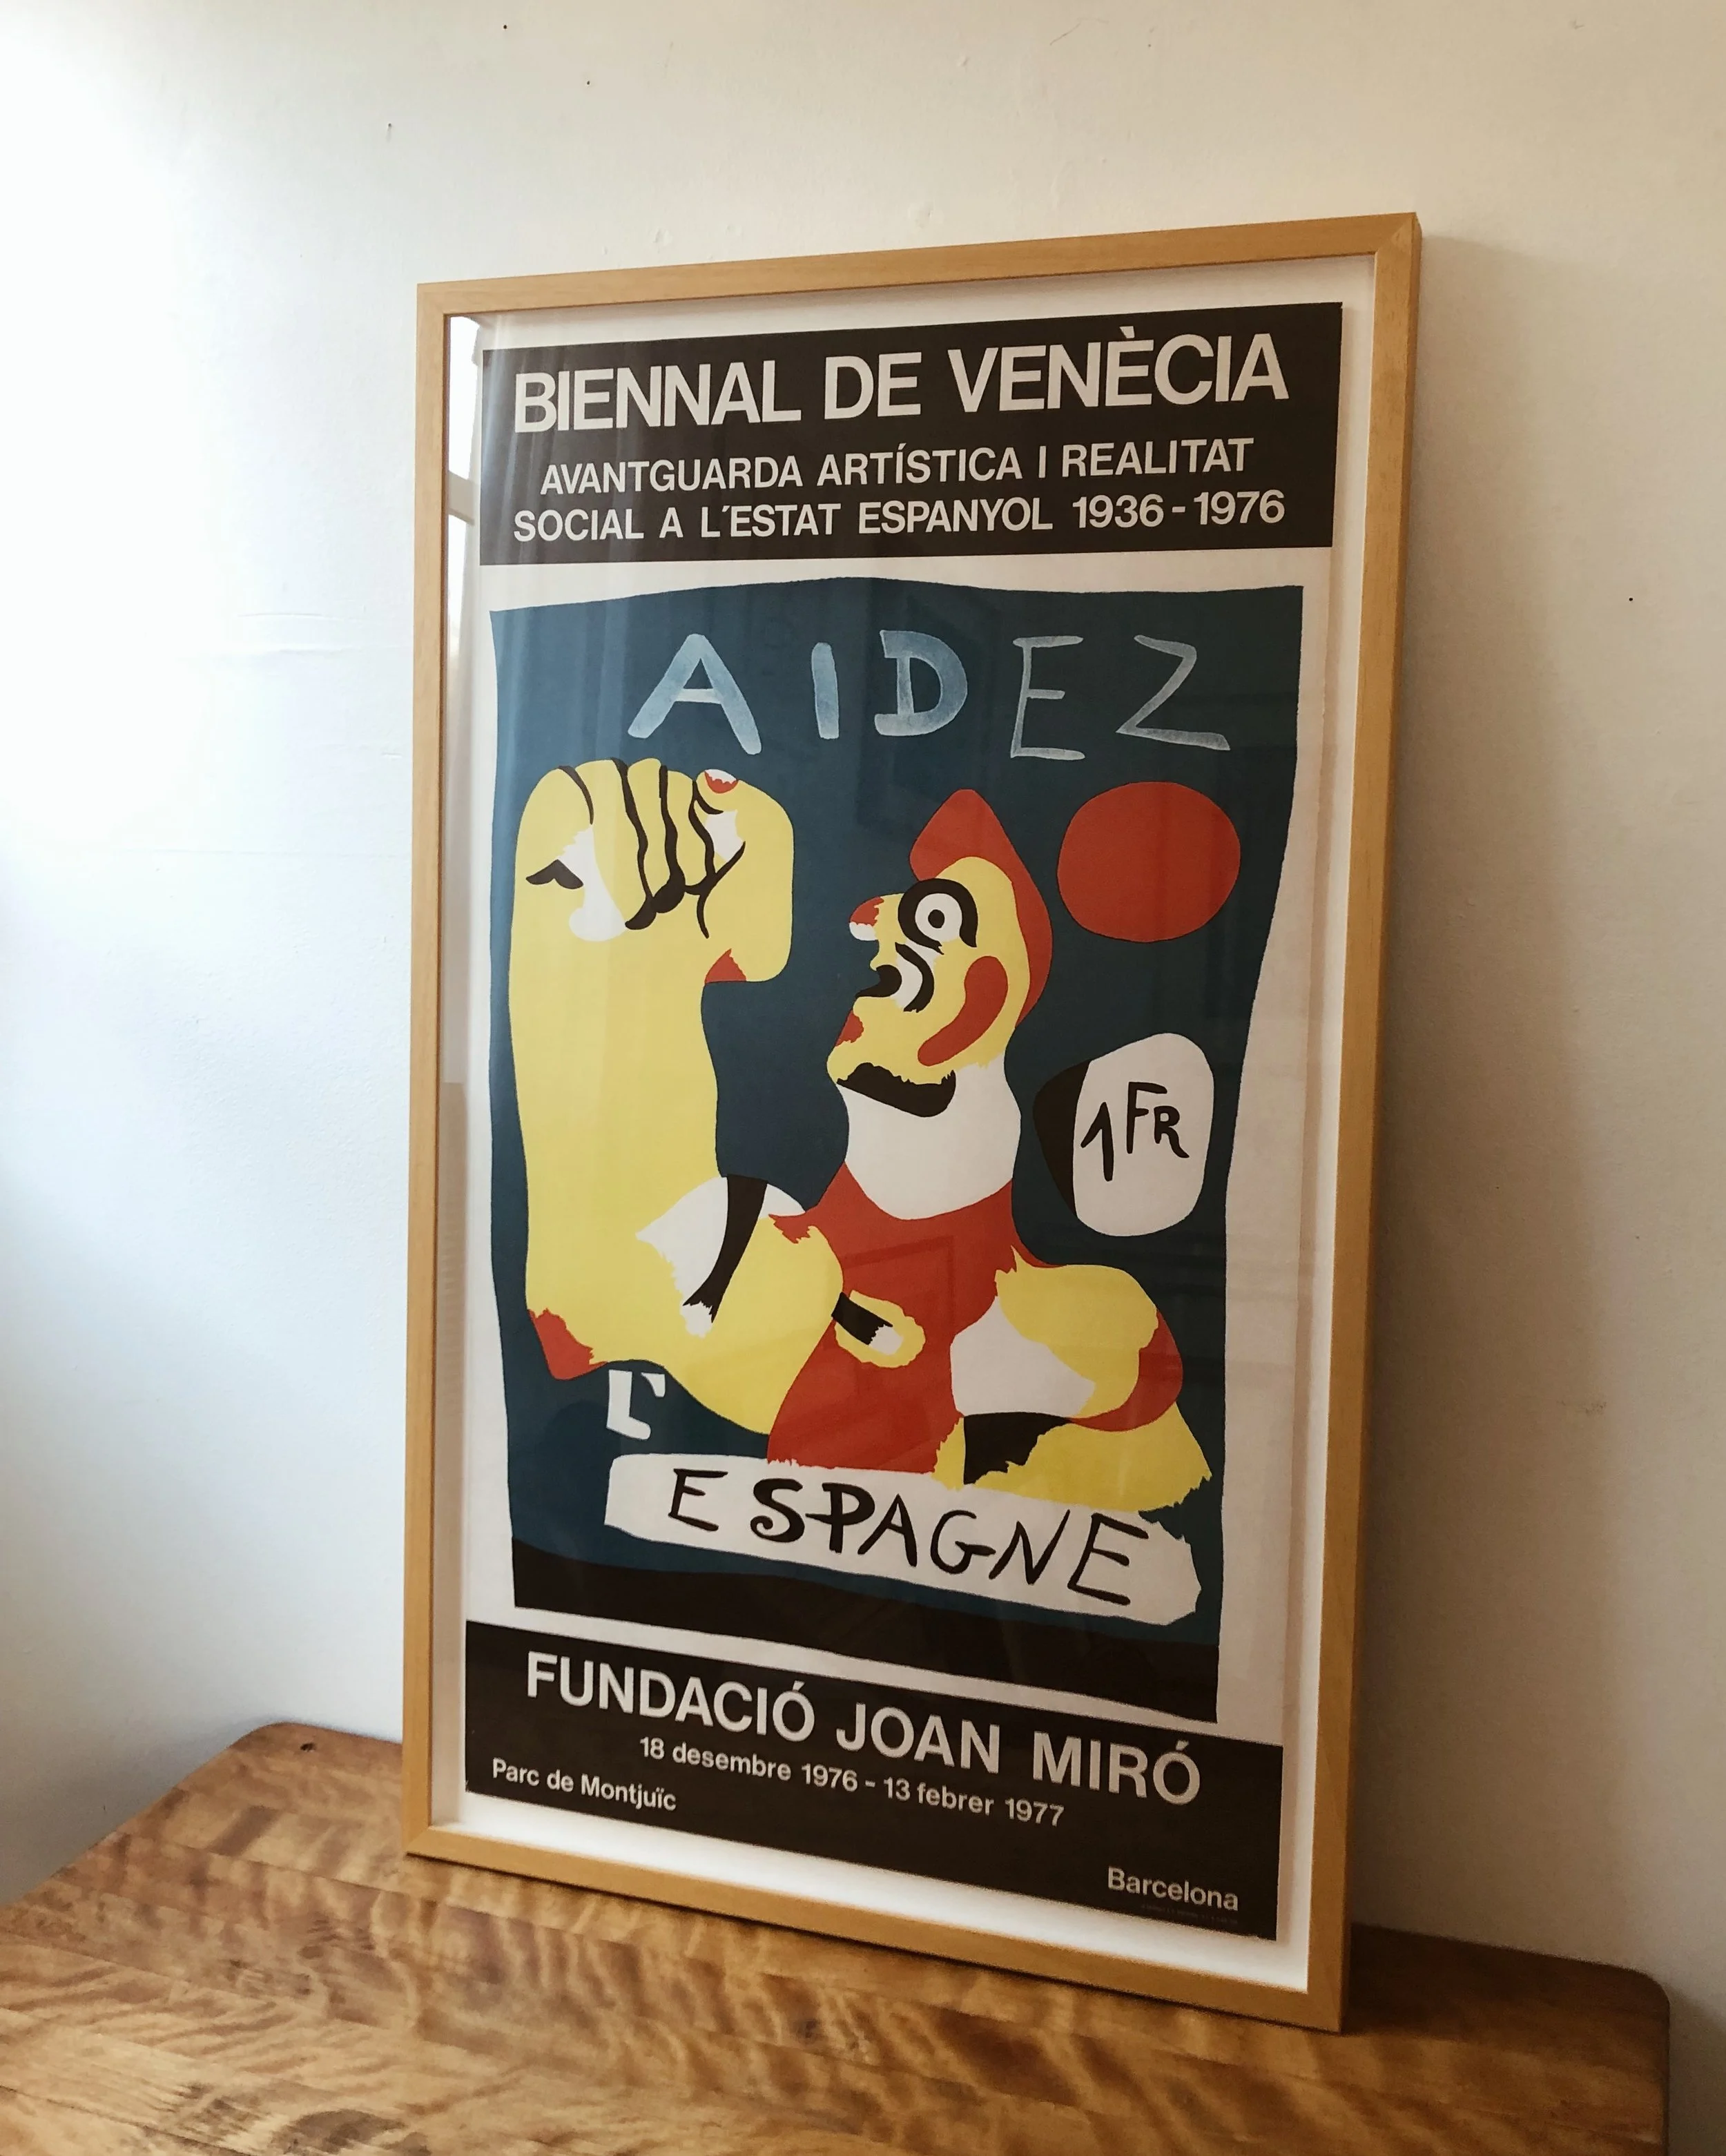 BIENNAL DE VENÈCIA
AVANTGUARDA ARTÍSTICA I REALITAT
SOCIAL A L'ESTAT ESPANYOL 1936-1976
AIDEZ
1FR
L'
ESPAGNE
FUNDACIÓ JOAN MIRÓ
18 desembre 1976 - 13 febrer 1977
Parc de Montjuïc
Barcelona